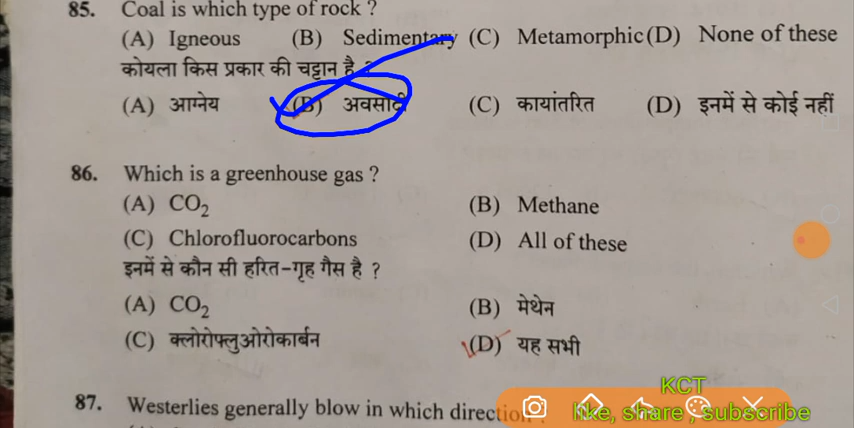 85. Coal is which type of rock ?
(A) Igneous (B) Sedimentary (C) Metamorphic (D) None of these
कोयला किस प्रकार की चट्टान है ?
(A) आग्नेय (B) अवसादी (C) कायांतरित (D) इनमें से कोई नहीं
86. Which is a greenhouse gas ?
(A) CO₂ (B) Methane
(C) Chlorofluorocarbons (D) All of these
इनमें से कौन सी हरित-गृह गैस है ?
(A) CO₂ (B) मेथेन
(C) क्लोरोफ्लुओरोकार्बन (D) यह सभी
KCT
87. Westerlies generally blow in which direction
like, share , subscribe